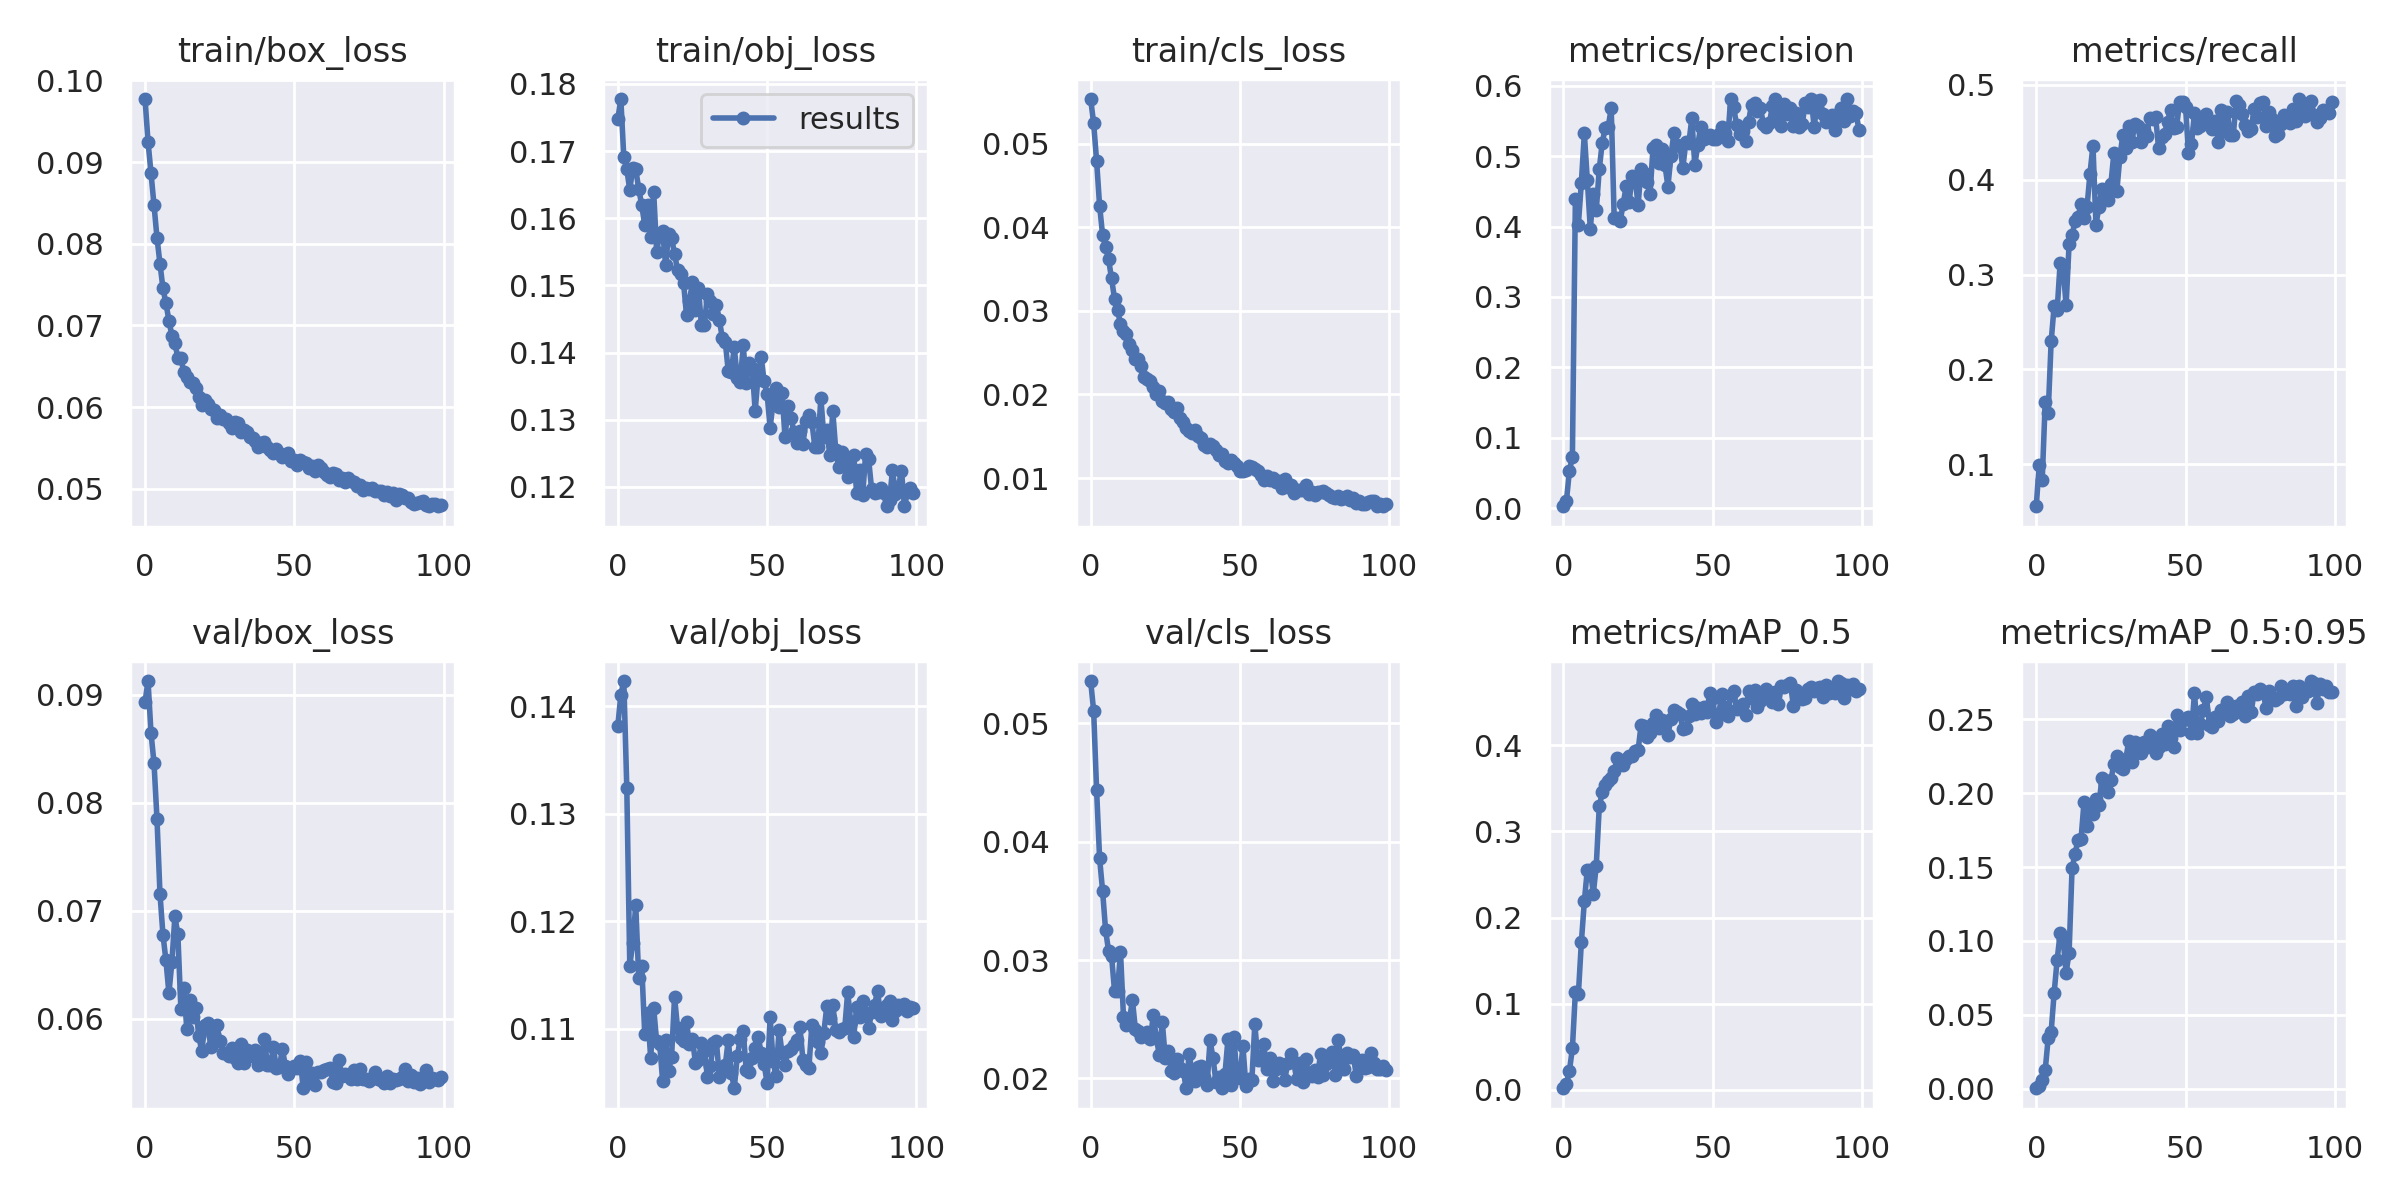 train/box_loss
0.10
0.09
0.08
0.07
0.06
0.05
0 50 100
train/obj_loss
results
0.18
0.17
0.16
0.15
0.14
0.13
0.12
0 50 100
train/cls_loss
0.05
0.04
0.03
0.02
0.01
0 50 100
metrics/precision
0.6
0.5
0.4
0.3
0.2
0.1
0.0
0 50 100
metrics/recall
0.5
0.4
0.3
0.2
0.1
0 50 100
val/box_loss
0.09
0.08
0.07
0.06
0 50 100
val/obj_loss
0.14
0.13
0.12
0.11
0 50 100
val/cls_loss
0.05
0.04
0.03
0.02
0 50 100
metrics/mAP_0.5
0.4
0.3
0.2
0.1
0.0
0 50 100
metrics/mAP_0.5:0.95
0.25
0.20
0.15
0.10
0.05
0.00
0 50 100